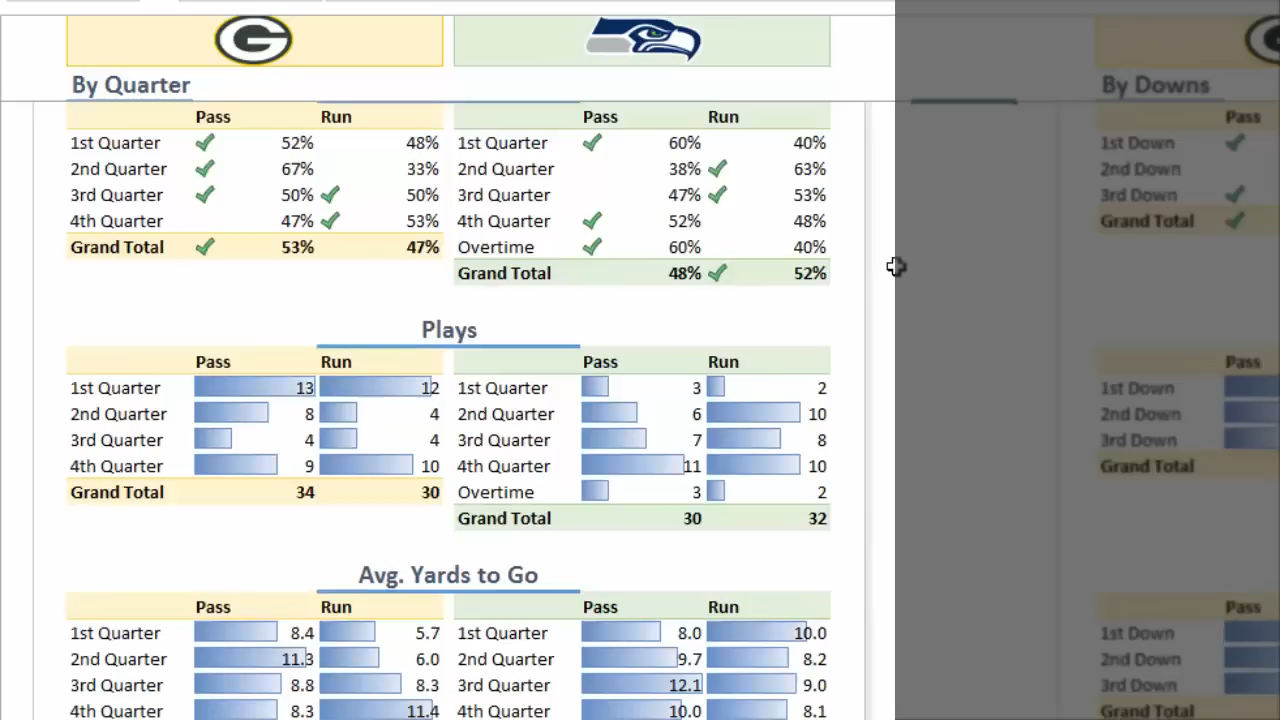 G
By Quarter
By Downs
Pass Run Pass Run Pass
1st Quarter 52% 48% 1st Quarter 60% 40% 1st Down
2nd Quarter 67% 33% 2nd Quarter 38% 63% 2nd Down
3rd Quarter 50% 50% 3rd Quarter 47% 53% 3rd Down
4th Quarter 47% 53% 4th Quarter 52% 48% Grand Total
Grand Total 53% 47% Overtime 60% 40%
Grand Total 48% 52%
Plays
Pass Run Pass Run Pass
1st Quarter 13 12 1st Quarter 3 2 1st Down
2nd Quarter 8 4 2nd Quarter 6 10 2nd Down
3rd Quarter 4 4 3rd Quarter 7 8 3rd Down
4th Quarter 9 10 4th Quarter 11 10 Grand Total
Grand Total 34 30 Overtime 3 2
Grand Total 30 32
Avg. Yards to Go
Pass Run Pass Run Pass
1st Quarter 8.4 5.7 1st Quarter 8.0 10.0 1st Down
2nd Quarter 11.3 6.0 2nd Quarter 9.7 8.2 2nd Down
3rd Quarter 8.8 8.3 3rd Quarter 12.1 9.0 3rd Down
4th Quarter 8.3 11.4 4th Quarter 10.0 8.1 Grand Total